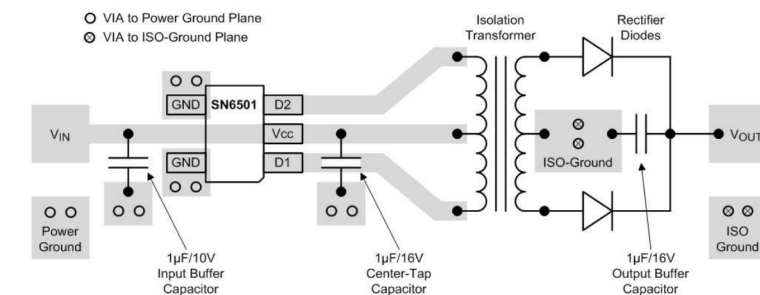 VIA to Power Ground Plane
VIA to ISO-Ground Plane
Isolation
Transformer
Rectifier
Diodes
GND
SN6501
D2
VIN
Vcc
VOUT
GND
D1
ISO-Ground
Power
Ground
ISO
Ground
1µF/10V
Input Buffer
Capacitor
1µF/16V
Center-Tap
Capacitor
1µF/16V
Output Buffer
Capacitor